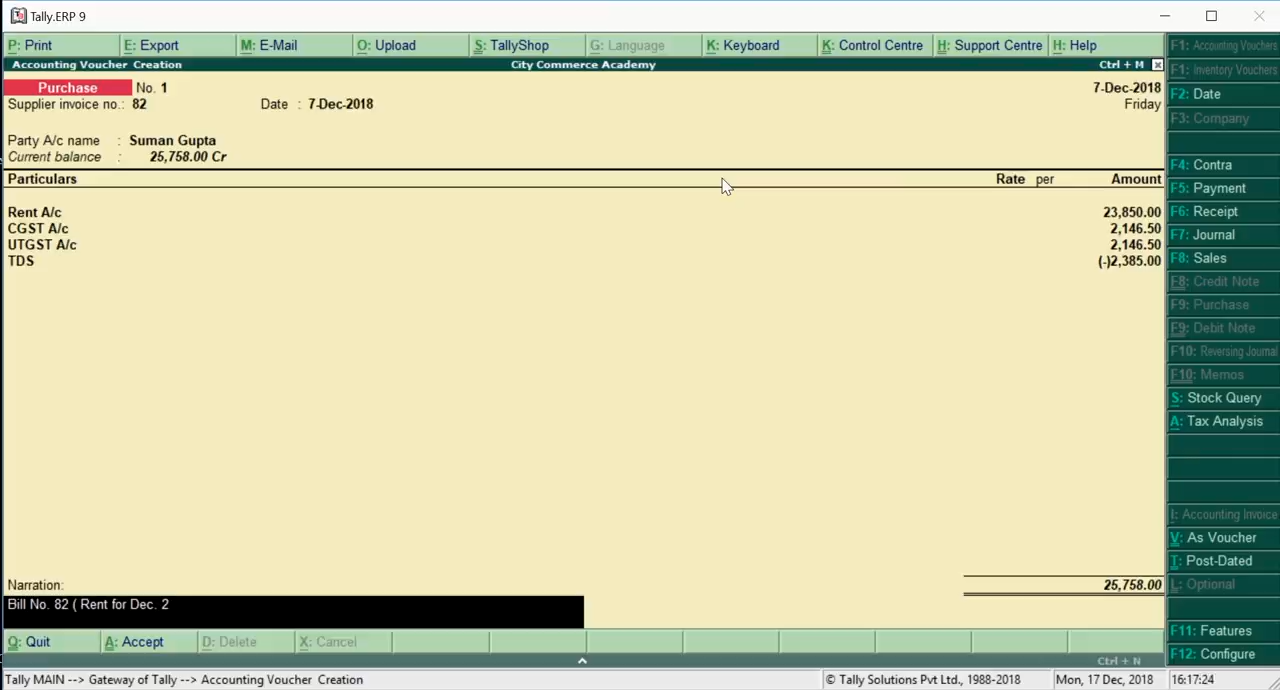 Tally.ERP 9
P: Print E: Export M: E-Mail O: Upload S: TallyShop G: Language K: Keyboard K: Control Centre H: Support Centre H: Help
Accounting Voucher Creation City Commerce Academy Ctrl + M
Purchase No. 1 7-Dec-2018
Supplier invoice no.: 82 Date : 7-Dec-2018 Friday
Party A/c name : Suman Gupta
Current balance : 25,758.00 Cr
Particulars Rate per Amount
Rent A/c 23,850.00
CGST A/c 2,146.50
UTGST A/c 2,146.50
TDS (-)2,385.00
Narration: 25,758.00
Bill No. 82 ( Rent for Dec. 2
Q: Quit A: Accept D: Delete X: Cancel
Ctrl + N
Tally MAIN --> Gateway of Tally --> Accounting Voucher Creation © Tally Solutions Pvt Ltd., 1988-2018 Mon, 17 Dec, 2018 16:17:24
F1: Accounting Vouchers
F1: Inventory Vouchers
F2: Date
F3: Company
F4: Contra
F5: Payment
F6: Receipt
F7: Journal
F8: Sales
F8: Credit Note
F9: Purchase
F9: Debit Note
F10: Reversing Journal
F10: Memos
S: Stock Query
A: Tax Analysis
I: Accounting Invoice
V: As Voucher
T: Post-Dated
L: Optional
F11: Features
F12: Configure